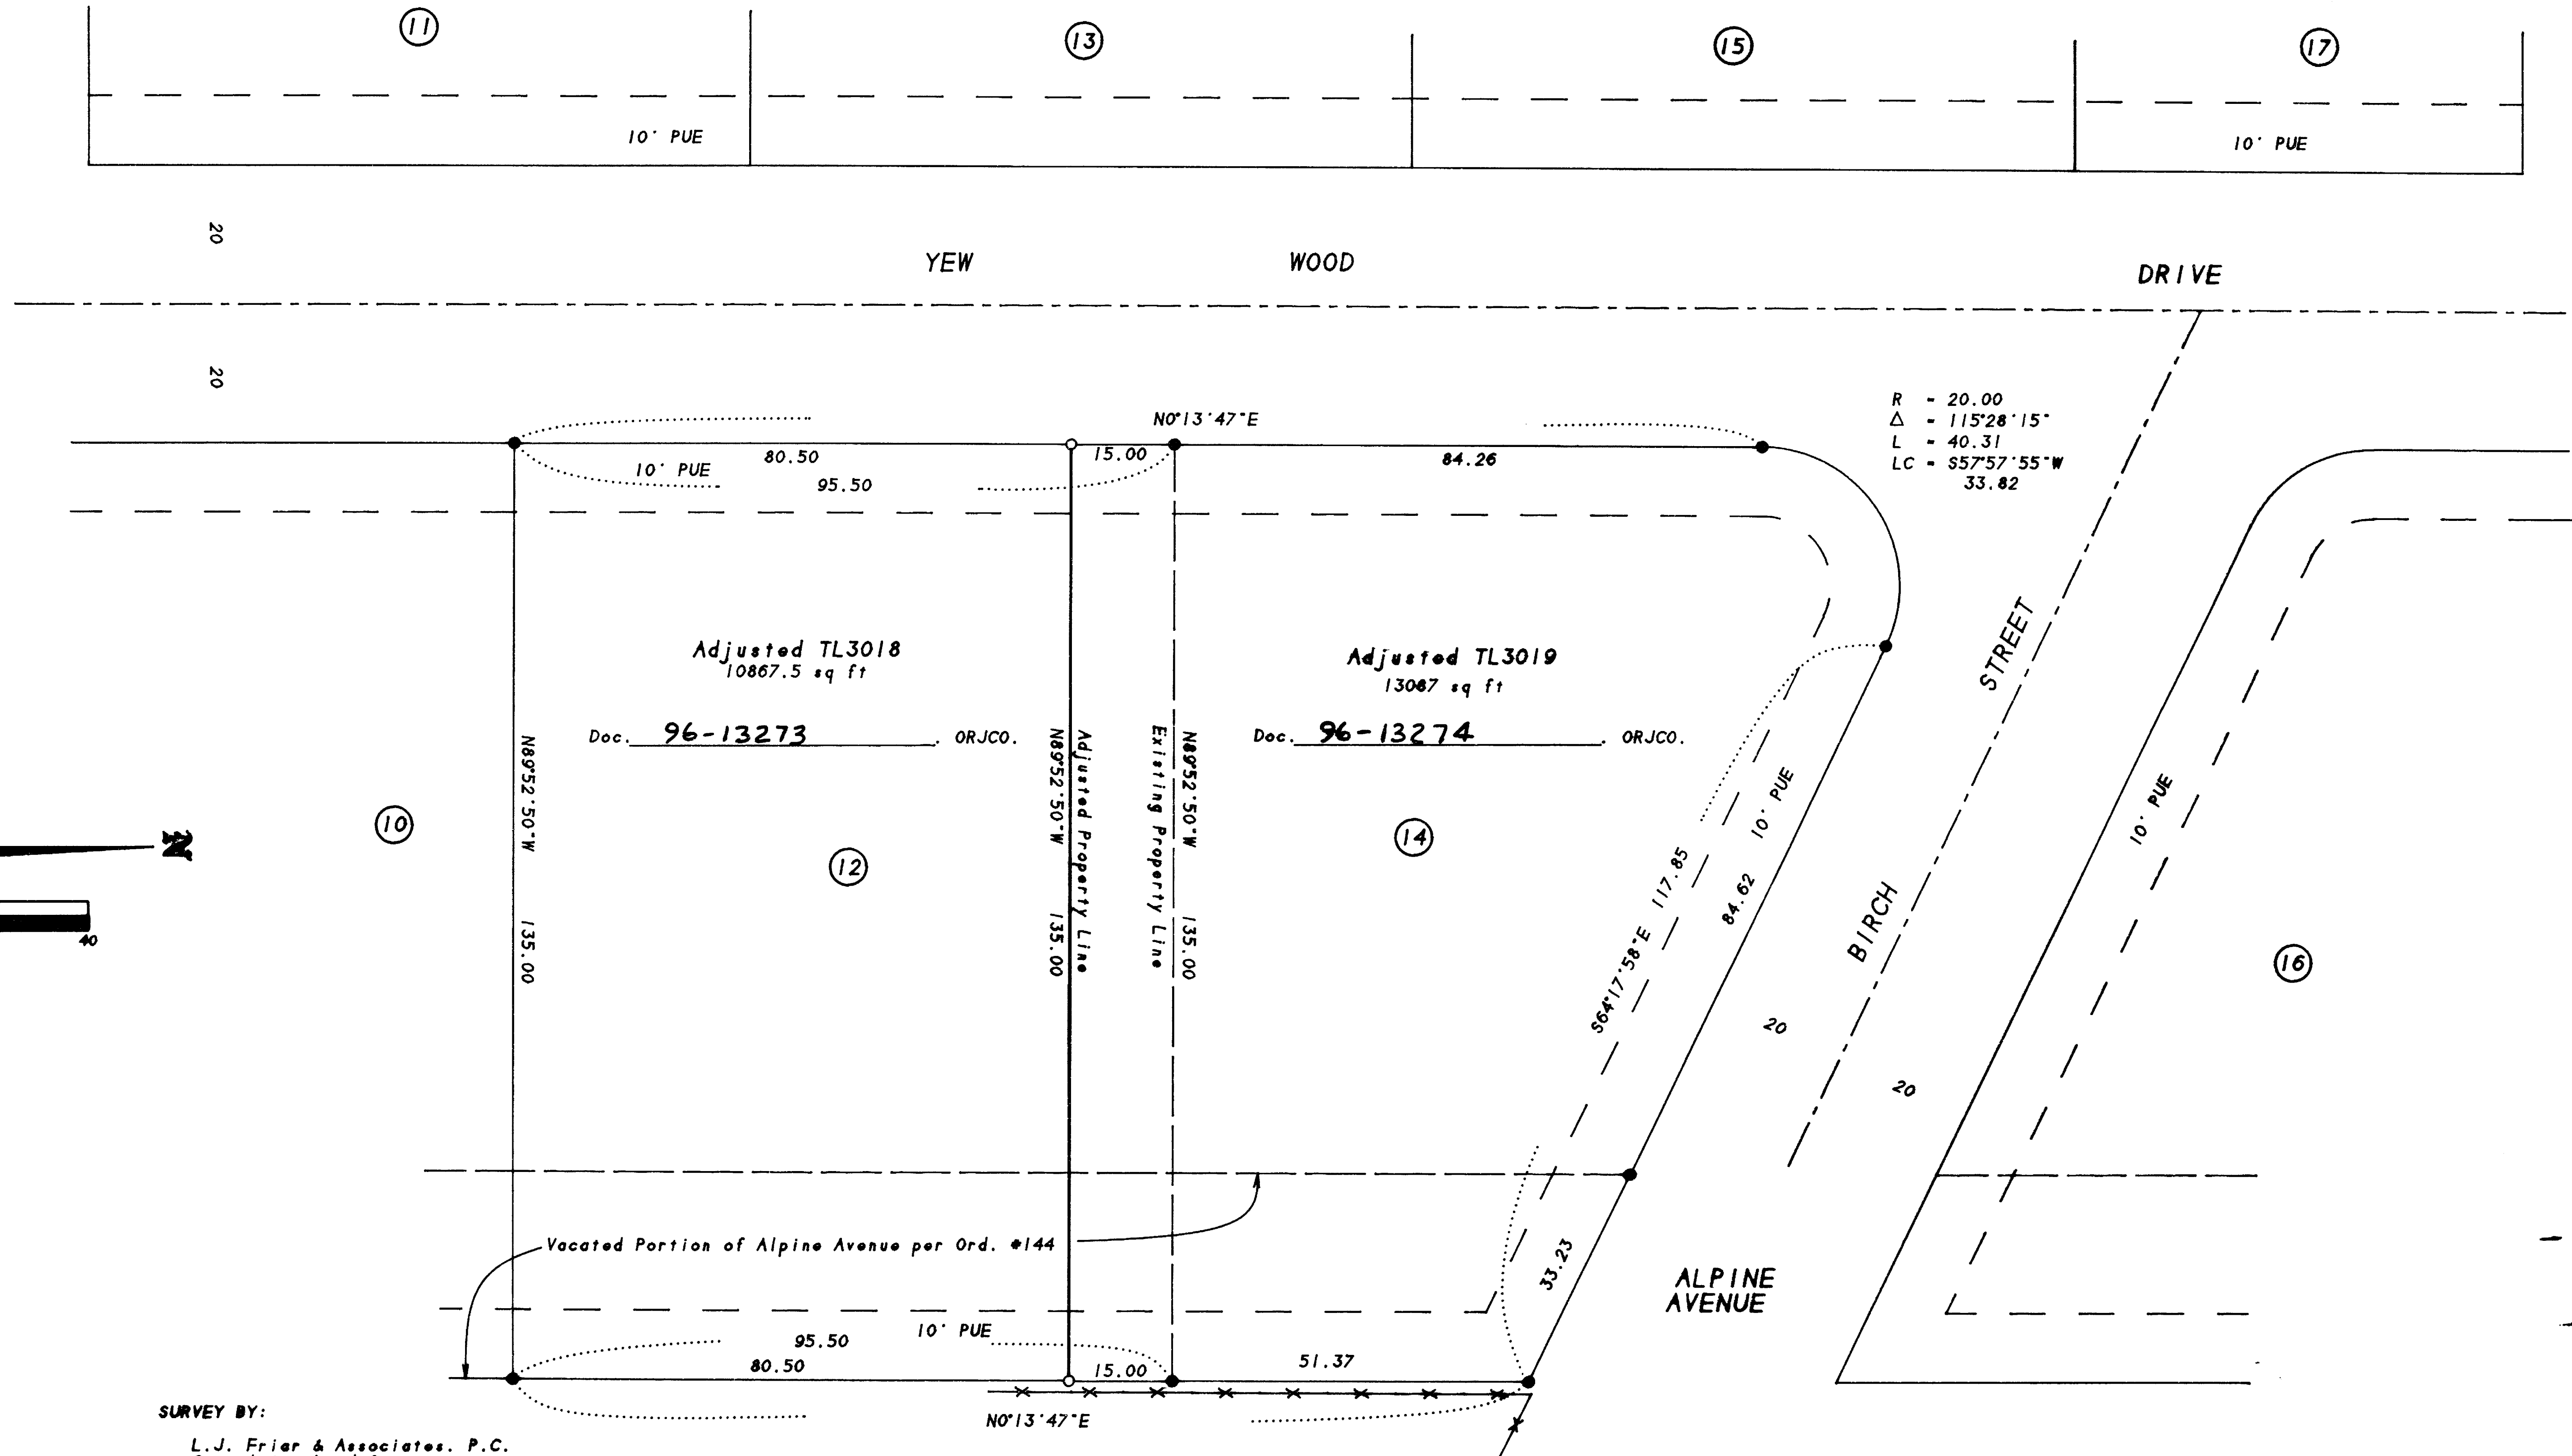 11
13
15
17
10' PUE
10' PUE
20
YEW WOOD DRIVE
20
R = 20.00
Δ = 115°28'15"
L = 40.31
LC = S57°57'55"W
33.82
N0°13'47"E
80.50
15.00
84.26
10' PUE
95.50
Adjusted TL3018
10867.5 sq ft
Doc. 96-13273. ORJCO.
Adjusted TL3019
13087 sq ft
Doc. 96-13274. ORJCO.
N89°52'50"W 135.00
N89°52'50"W 135.00
Adjusted Property Line
Existing Property Line
N89°52'50"W 135.00
10
12
14
16
N
40
S64°17'58"E 117.85
84.62
10' PUE
BIRCH STREET
10' PUE
20
20
33.23
ALPINE
AVENUE
Vacated Portion of Alpine Avenue per Ord. #144
95.50
10' PUE
80.50
15.00
51.37
N0°13'47"E
SURVEY BY:
L.J. Friar & Associates. P.C.